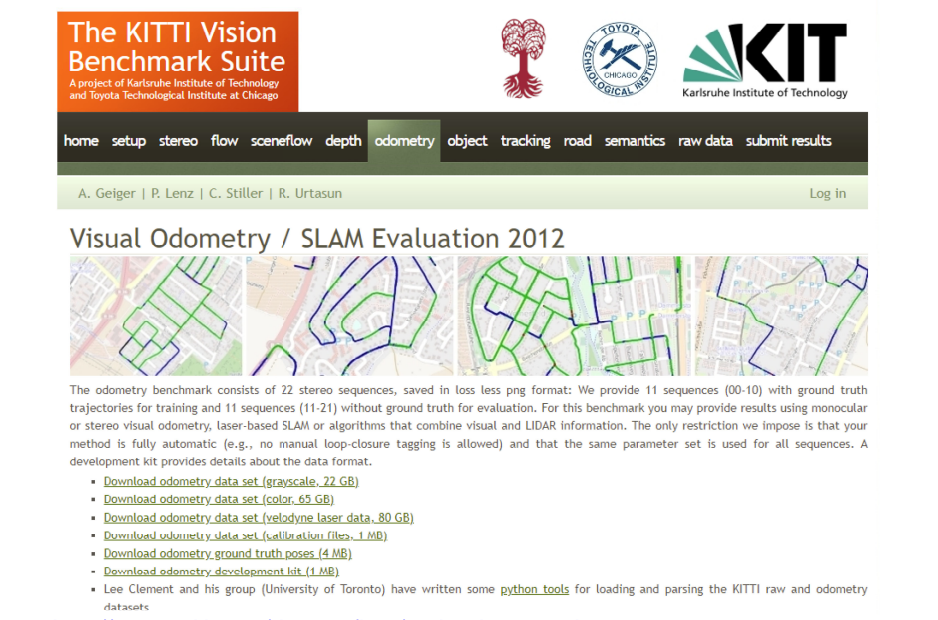 The KITTI Vision
Benchmark Suite
A project of Karlsruhe Institute of Technology
and Toyota Technological Institute at Chicago
TOYOTA
TECHNOLOGICAL INSTITUTE
CHICAGO
KIT
Karlsruhe Institute of Technology
home setup stereo flow sceneflow depth odometry object tracking road semantics raw data submit results
A. Geiger | P. Lenz | C. Stiller | R. Urtasun Log in
Visual Odometry / SLAM Evaluation 2012
The odometry benchmark consists of 22 stereo sequences, saved in loss less png format: We provide 11 sequences (00-10) with ground truth
trajectories for training and 11 sequences (11-21) without ground truth for evaluation. For this benchmark you may provide results using monocular
or stereo visual odometry, laser-based SLAM or algorithms that combine visual and LIDAR information. The only restriction we impose is that your
method is fully automatic (e.g., no manual loop-closure tagging is allowed) and that the same parameter set is used for all sequences. A
development kit provides details about the data format.
Download odometry data set (grayscale, 22 GB)
Download odometry data set (color, 65 GB)
Download odometry data set (velodyne laser data, 80 GB)
Download odometry data set (calibration files, 1 MB)
Download odometry ground truth poses (4 MB)
Download odometry development kit (1 MB)
Lee Clement and his group (University of Toronto) have written some python tools for loading and parsing the KITTI raw and odometry
datasets